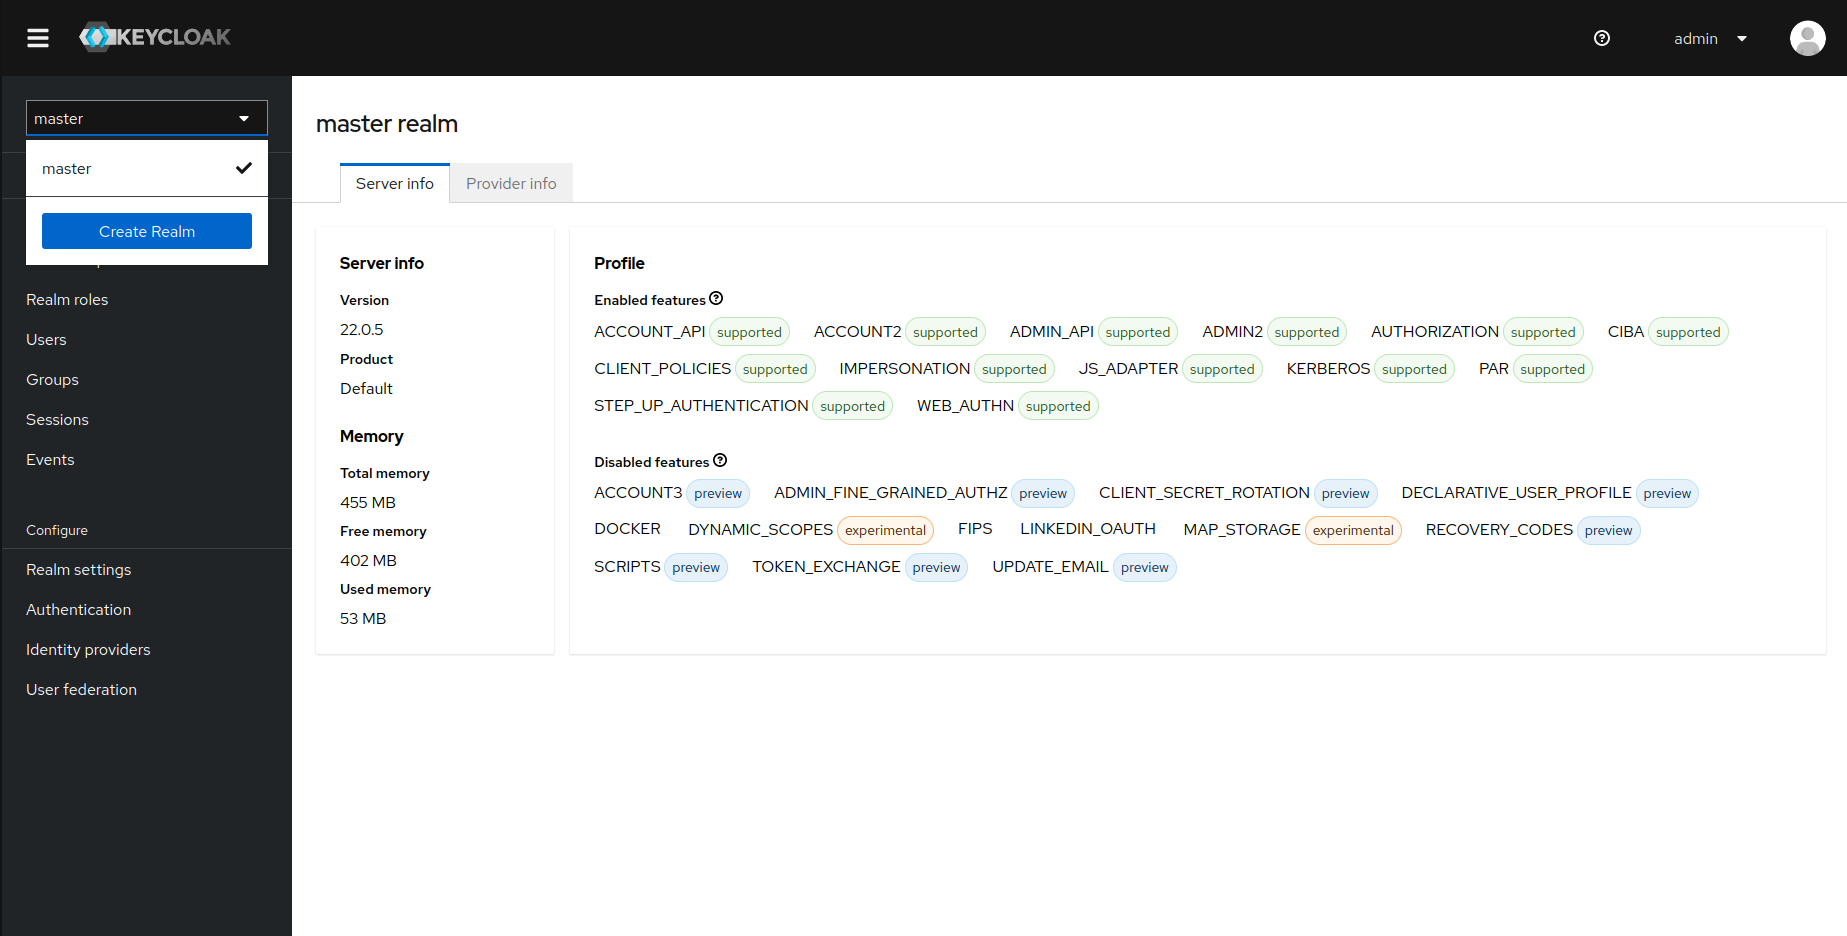 KEYCLOAK
admin
master
master
Create Realm
Realm roles
Users
Groups
Sessions
Events
Configure
Realm settings
Authentication
Identity providers
User federation
master realm
Server info
Provider info
Server info
Version
22.0.5
Product
Default
Memory
Total memory
455 MB
Free memory
402 MB
Used memory
53 MB
Profile
Enabled features
ACCOUNT_API supported ACCOUNT2 supported ADMIN_API supported ADMIN2 supported AUTHORIZATION supported CIBA supported
CLIENT_POLICIES supported IMPERSONATION supported JS_ADAPTER supported KERBEROS supported PAR supported
STEP_UP_AUTHENTICATION supported WEB_AUTHN supported
Disabled features
ACCOUNT3 preview ADMIN_FINE_GRAINED_AUTHZ preview CLIENT_SECRET_ROTATION preview DECLARATIVE_USER_PROFILE preview
DOCKER DYNAMIC_SCOPES experimental FIPS LINKEDIN_OAUTH MAP_STORAGE experimental RECOVERY_CODES preview
SCRIPTS preview TOKEN_EXCHANGE preview UPDATE_EMAIL preview